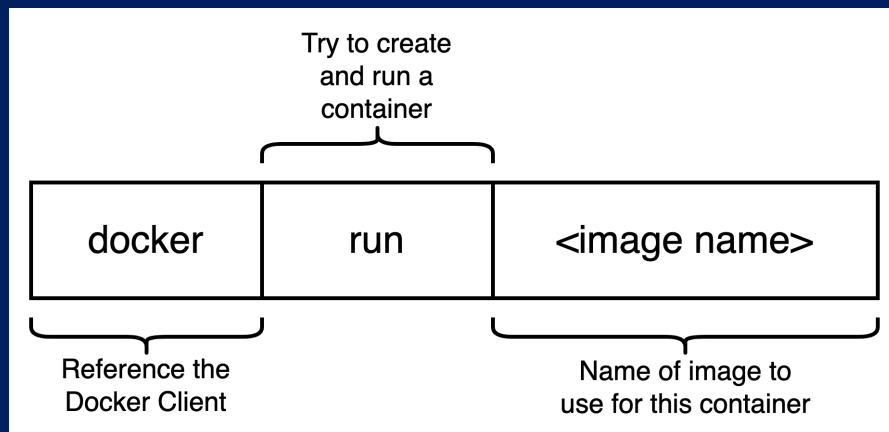 Try to create
and run a
container
docker
run
<image name>
Reference the
Docker Client
Name of image to
use for this container